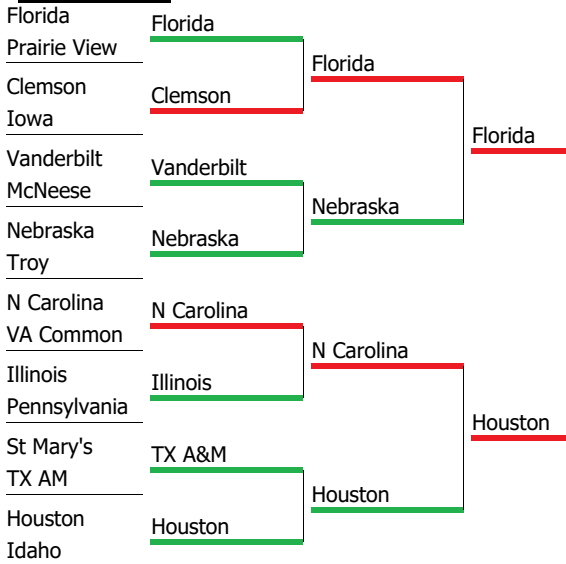 Florida
Prairie View
Clemson
Iowa
Vanderbilt
McNeese
Nebraska
Troy
N Carolina
VA Common
Illinois
Pennsylvania
St Mary's
TX AM
Houston
Idaho
Florida
Clemson
Vanderbilt
Nebraska
N Carolina
Illinois
TX A&M
Houston
Florida
Nebraska
N Carolina
Houston
Florida
Houston